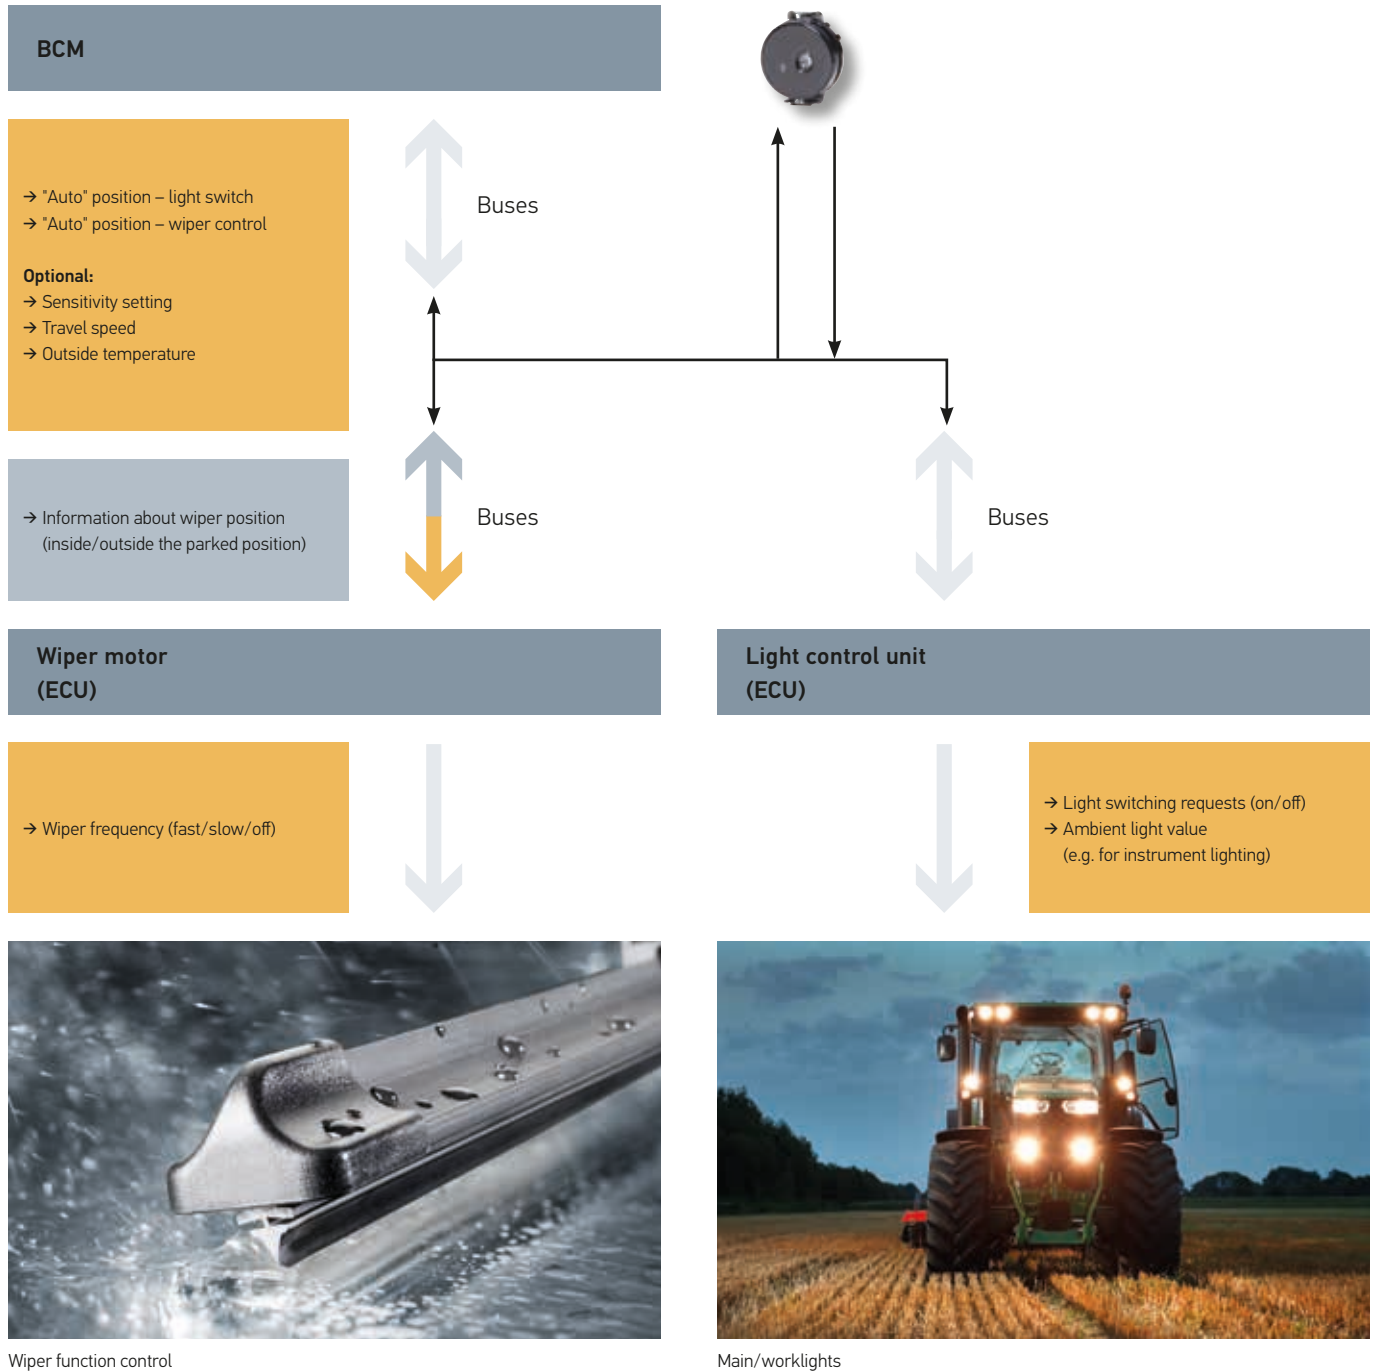 BCM
→ "Auto" position – light switch
→ "Auto" position – wiper control
Optional:
→ Sensitivity setting
→ Travel speed
→ Outside temperature
Buses
→ Information about wiper position
(inside/outside the parked position)
Buses
Buses
Wiper motor
(ECU)
Light control unit
(ECU)
→ Wiper frequency (fast/slow/off)
→ Light switching requests (on/off)
→ Ambient light value
(e.g. for instrument lighting)
Wiper function control
Main/worklights